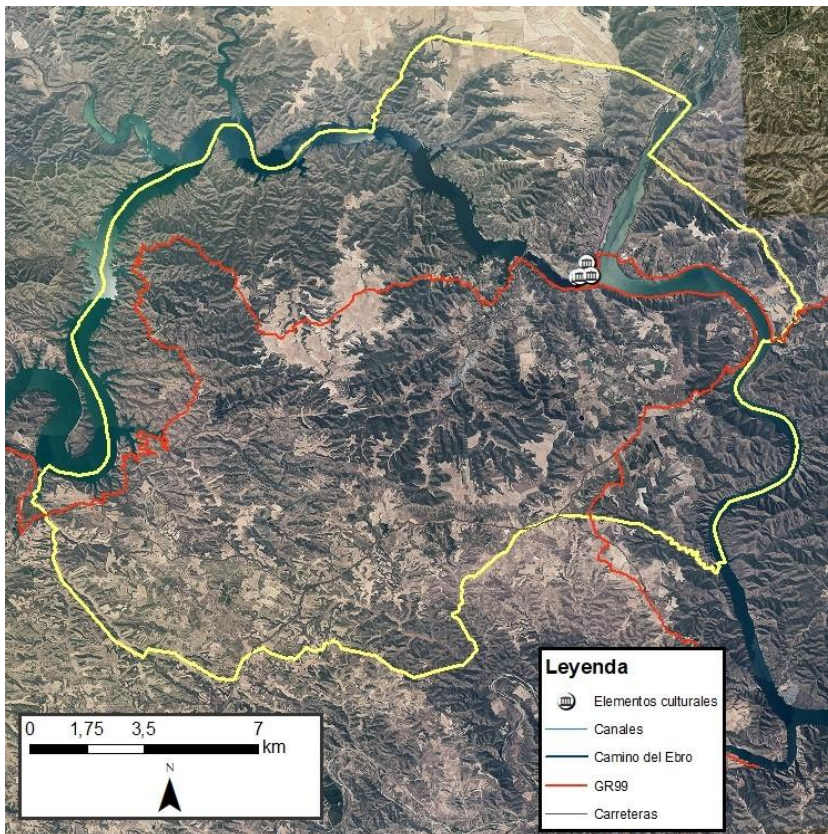 Leyenda
Elementos culturales
Canales
Camino del Ebro
GR99
Carreteras
0 1,75 3,5 7
km
N